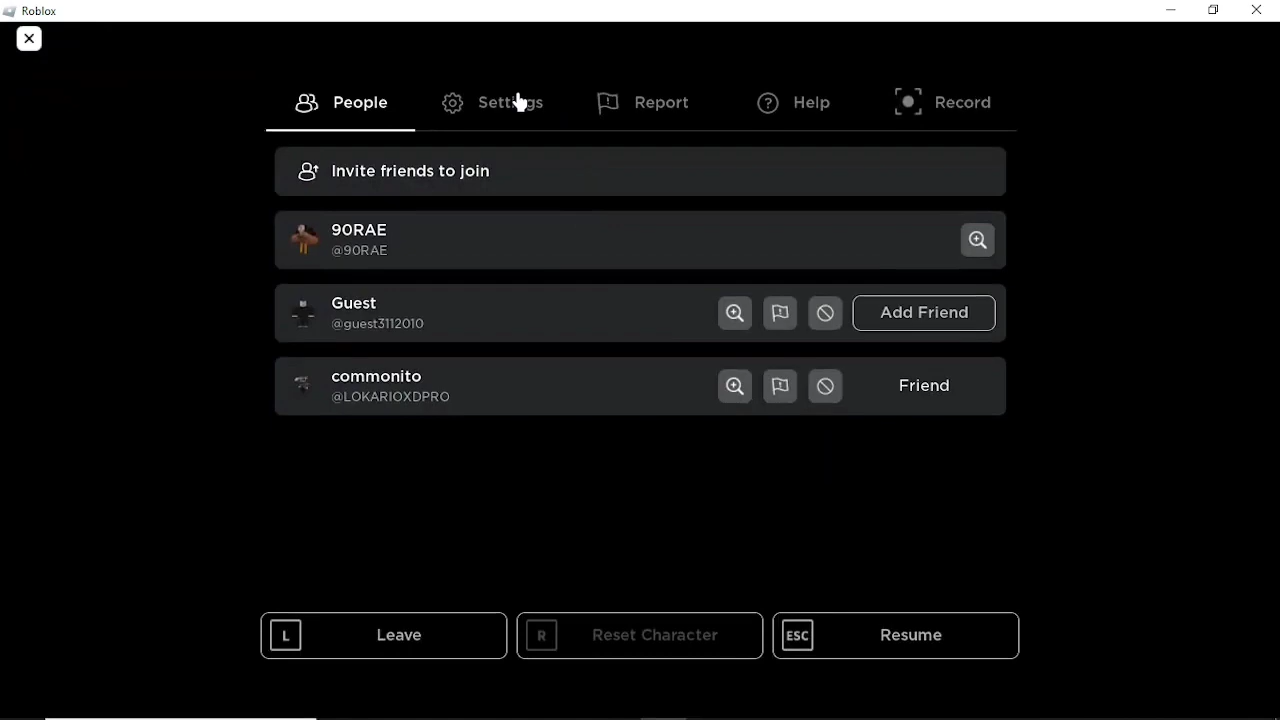 Roblox
People
Settings
Report
Help
Record
Invite friends to join
90RAE
@90RAE
Guest
@guest3112010
Add Friend
commonito
@LOKARIOXDPRO
Friend
L Leave
R Reset Character
ESC Resume